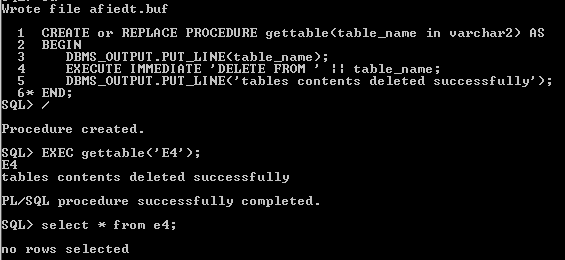 Wrote file afiedt.buf
1 CREATE or REPLACE PROCEDURE gettable(table_name in varchar2) AS
2 BEGIN
3 DBMS_OUTPUT.PUT_LINE(table_name);
4 EXECUTE IMMEDIATE 'DELETE FROM ' || table_name;
5 DBMS_OUTPUT.PUT_LINE('tables contents deleted successfully');
6* END;
SQL> /
Procedure created.
SQL> EXEC gettable('E4');
E4
tables contents deleted successfully
PL/SQL procedure successfully completed.
SQL> select * from e4;
no rows selected